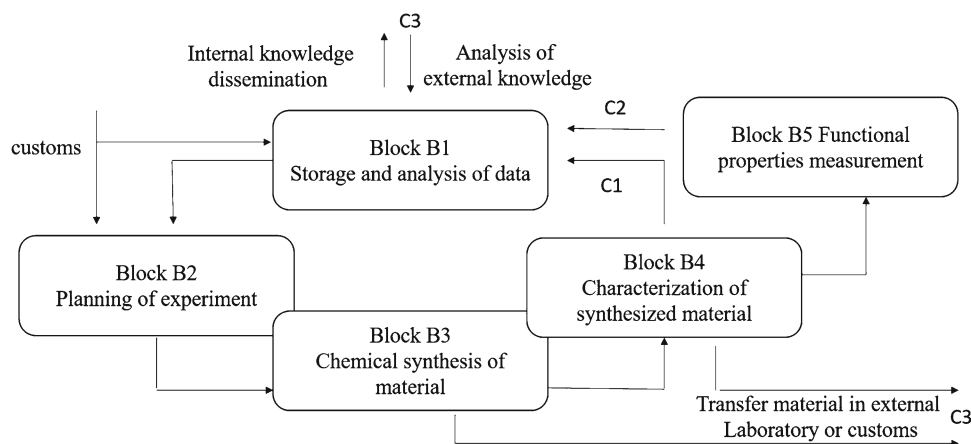 C3
Internal knowledge
dissemination
Analysis of
external knowledge
customs
Block B1
Storage and analysis of data
C2
C1
Block B5 Functional
properties measurement
Block B2
Planning of experiment
Block B4
Characterization of
synthesized material
Block B3
Chemical synthesis of
material
Transfer material in external
Laboratory or customs
C3